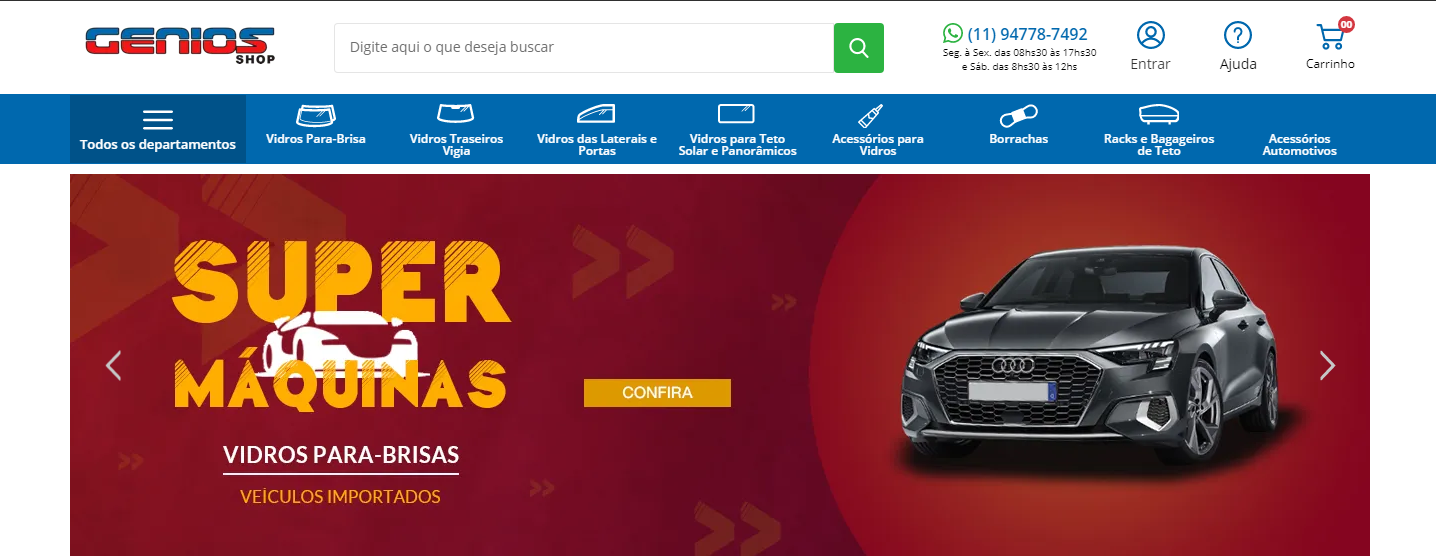 GENIOS
SHOP
Digite aqui o que deseja buscar
(11) 94778-7492
Seg. à Sex. das 08hs30 às 17hs30
e Sáb. das 8hs30 às 12hs
Entrar
Ajuda
00
Carrinho
Todos os departamentos
Vidros Para-Brisa
Vidros Traseiros
Vigia
Vidros das Laterais e
Portas
Vidros para Teto
Solar e Panorâmicos
Acessórios para
Vidros
Borrachas
Racks e Bagageiros
de Teto
Acessórios
Automotivos
SUPER
MÁQUINAS
CONFIRA
VIDROS PARA-BRISAS
VEÍCULOS IMPORTADOS